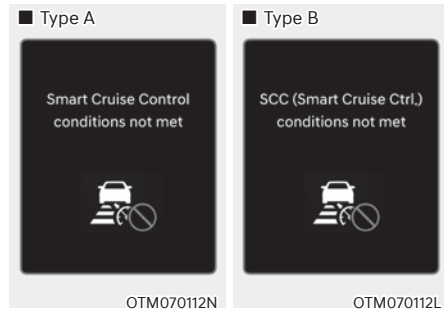 ■ Type A
Smart Cruise Control
conditions not met
OTM070112N
■ Type B
SCC (Smart Cruise Ctrl.)
conditions not met
OTM070112L